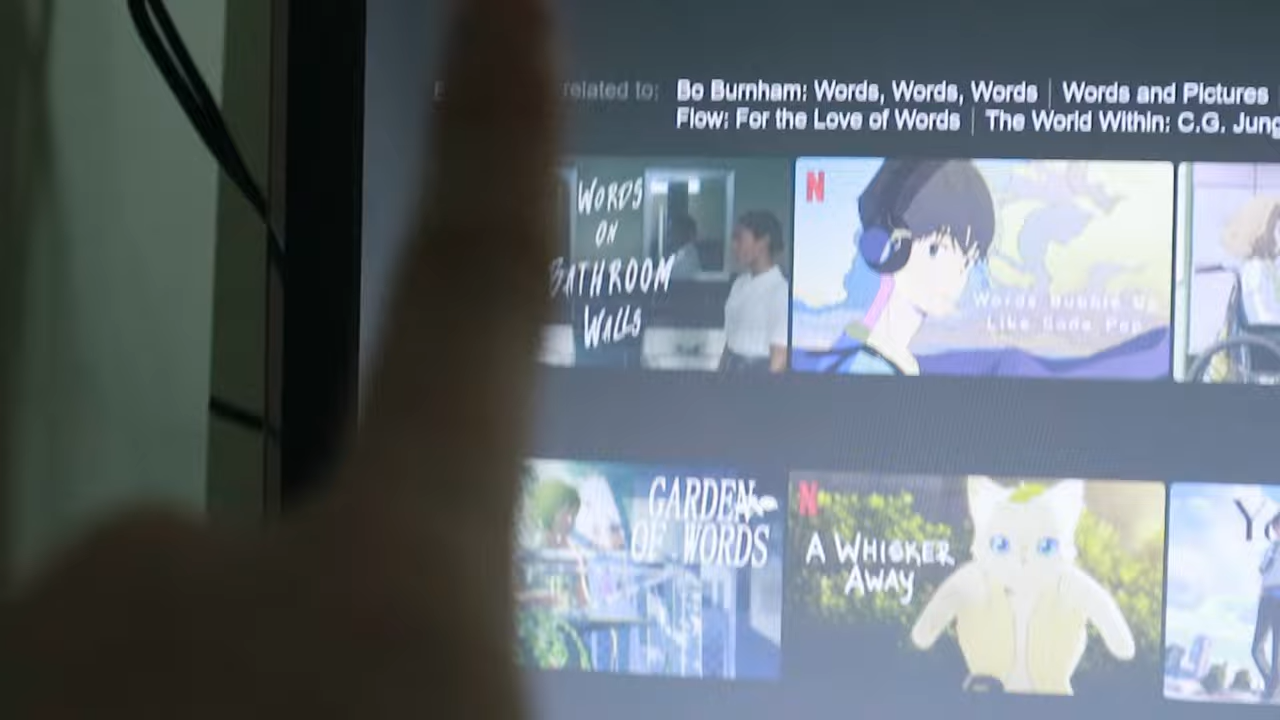 related to: Bo Burnham: Words, Words, Words | Words and Pictures
Flow: For the Love of Words | The World Within: C.G. Jung
WORDS
ON
BATHROOM
WALLS
N
Words Bubble Up
Like Soda Pop
GARDEN
OF WORDS
N
A WHISKER
AWAY